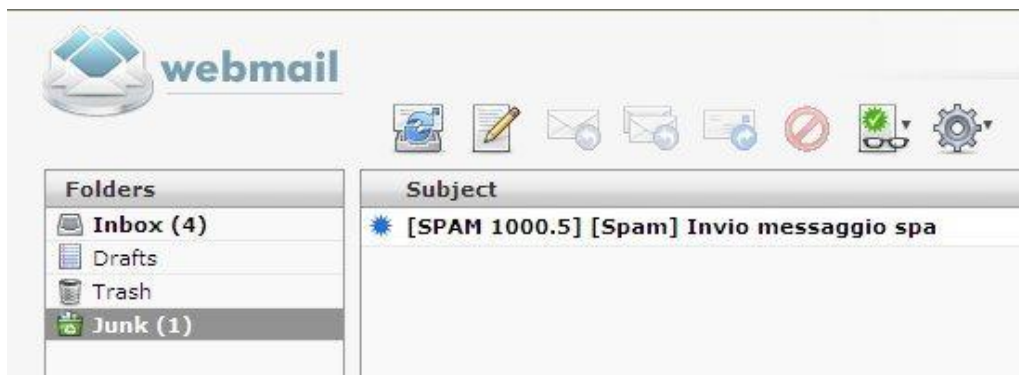 webmail
Folders
Subject
Inbox (4)
[SPAM 1000.5] [Spam] Invio messaggio spa
Drafts
Trash
Junk (1)